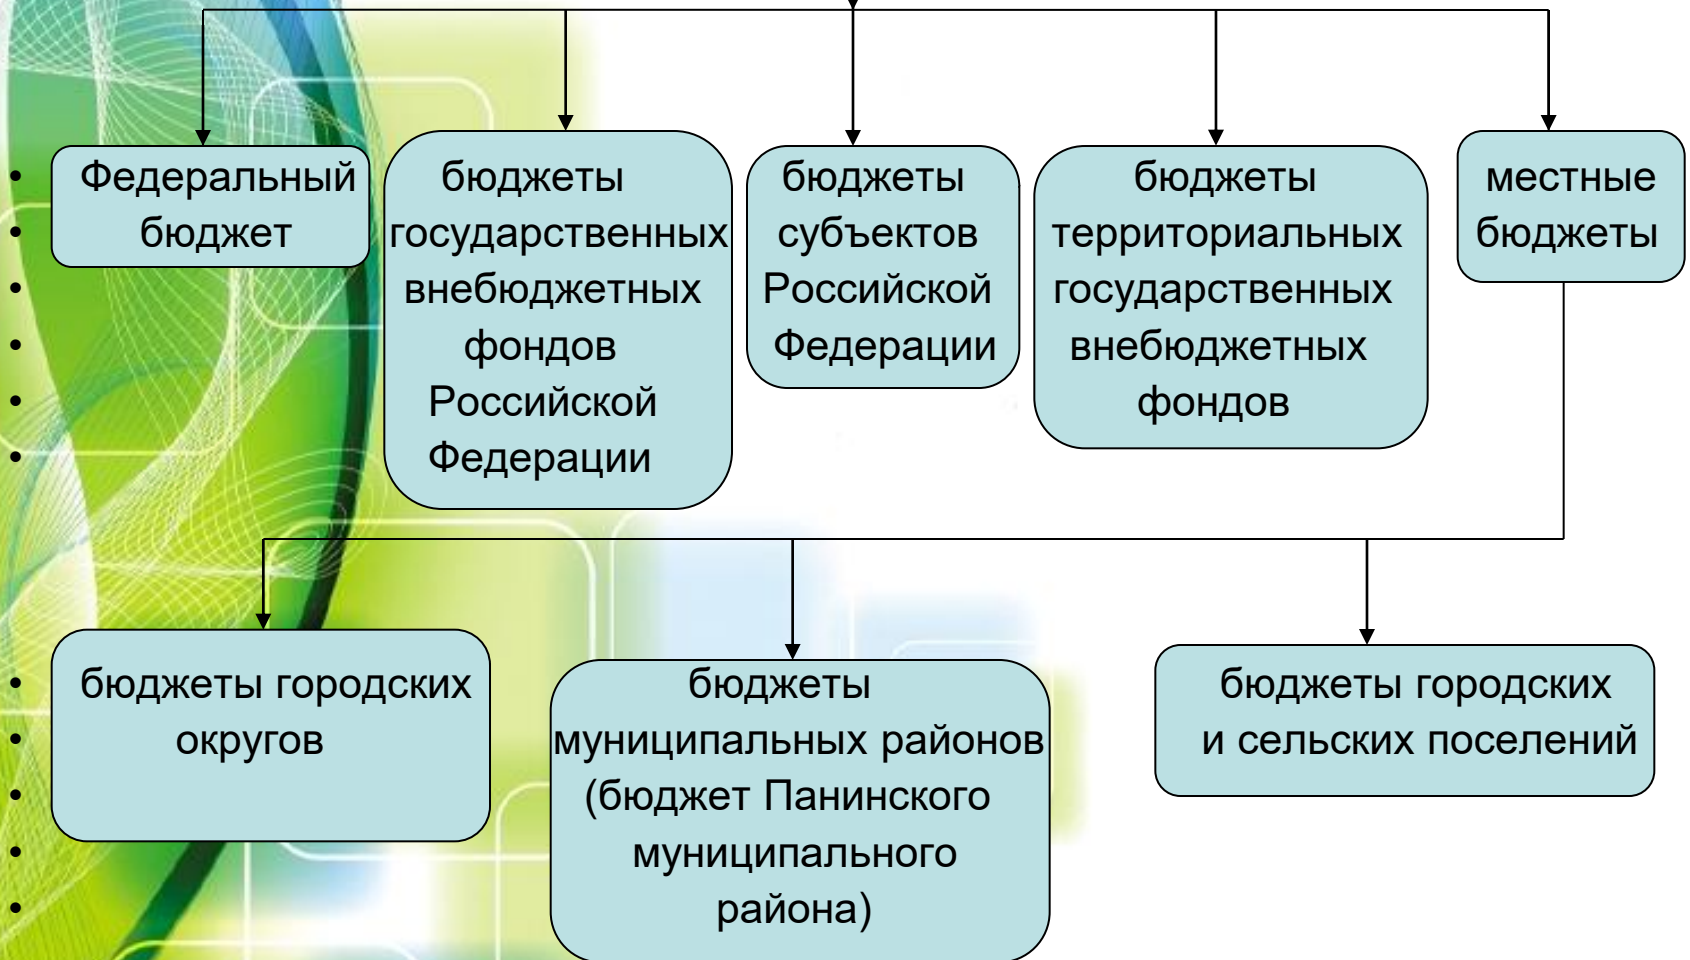 Федеральный
бюджет
бюджеты
государственных
внебюджетных
фондов
Российской
Федерации
бюджеты
субъектов
Российской
Федерации
бюджеты
территориальных
государственных
внебюджетных
фондов
местные
бюджеты
бюджеты городских
округов
бюджеты
муниципальных районов
(бюджет Панинского
муниципального
района)
бюджеты городских
и сельских поселений